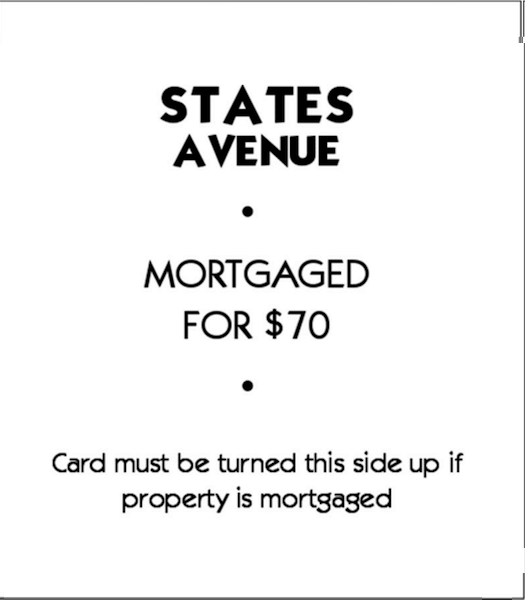 STATES
AVENUE
•
MORTGAGED
FOR $70
•
Card must be turned this side up if
property is mortgaged